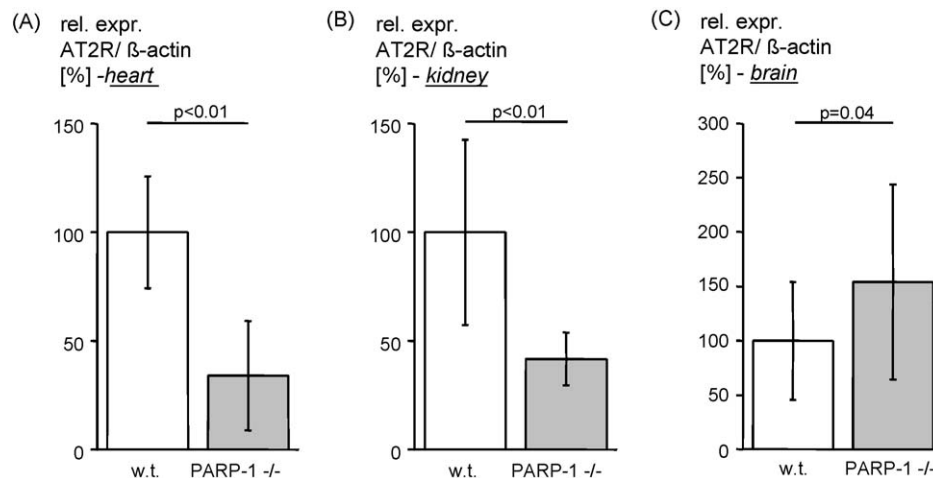 (A) rel. expr.
AT2R/ ß-actin
[%] -heart
p<0.01
150
100
50
0
w.t. PARP-1 -/-
(B) rel. expr.
AT2R/ ß-actin
[%] - kidney
p<0.01
150
100
50
0
w.t. PARP-1 -/-
(C) rel. expr.
AT2R/ ß-actin
[%] - brain
p=0.04
300
250
200
150
100
50
0
w.t. PARP-1 -/-